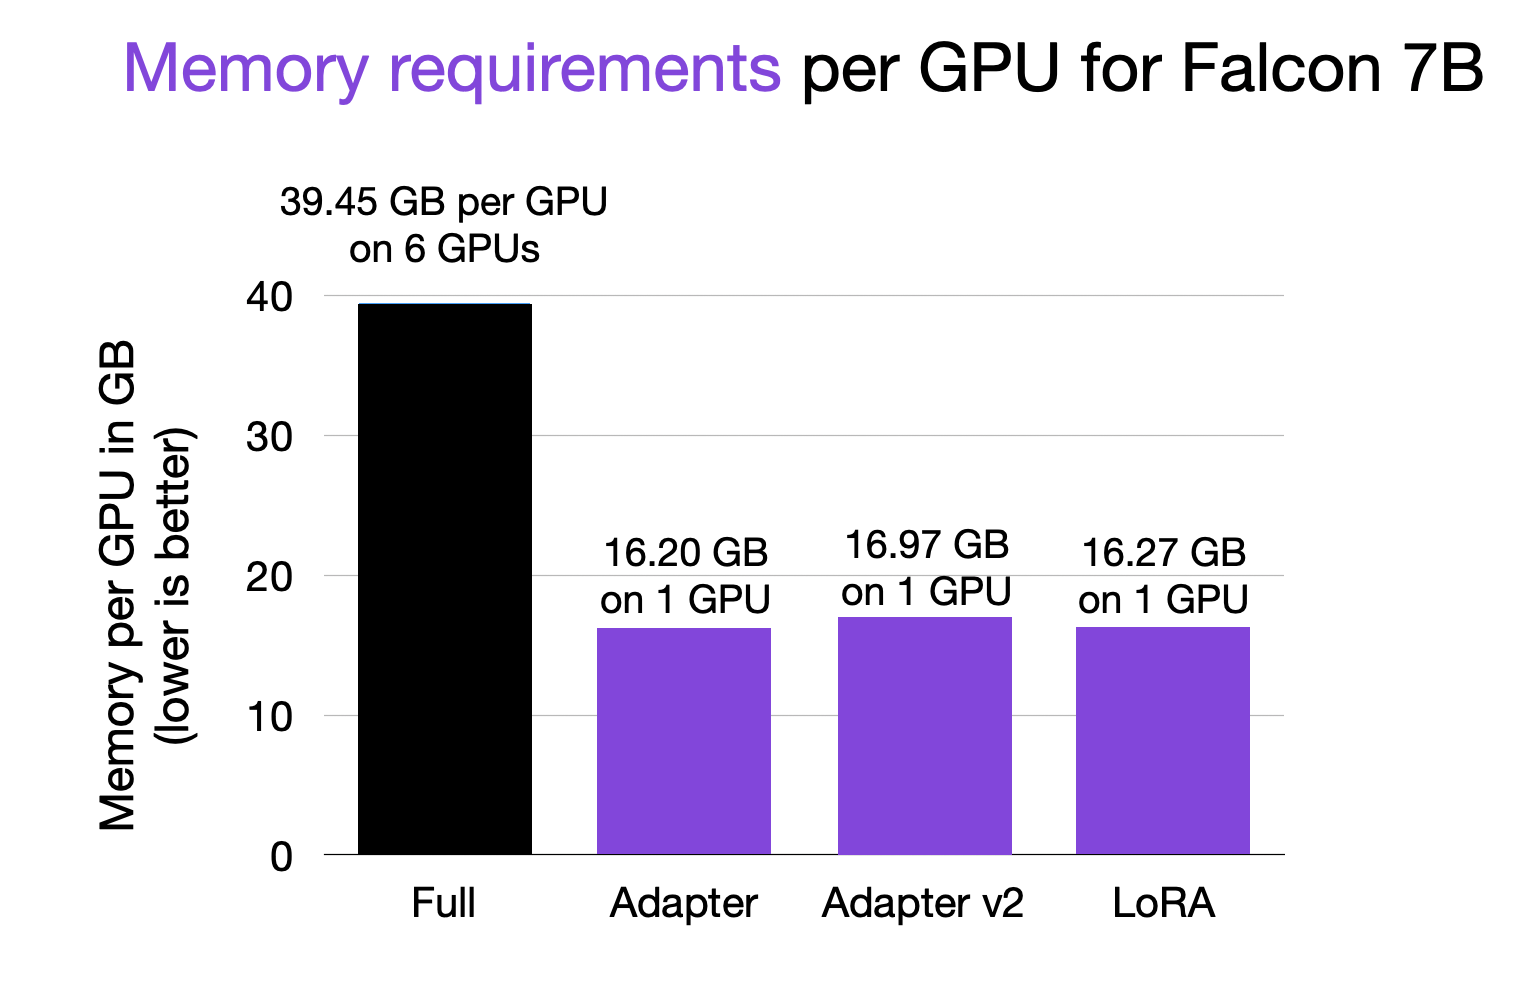 Memory requirements per GPU for Falcon 7B
39.45 GB per GPU
on 6 GPUs
40
30
20
10
0
Memory per GPU in GB
(lower is better)
16.20 GB
on 1 GPU
16.97 GB
on 1 GPU
16.27 GB
on 1 GPU
Full
Adapter
Adapter v2
LoRA